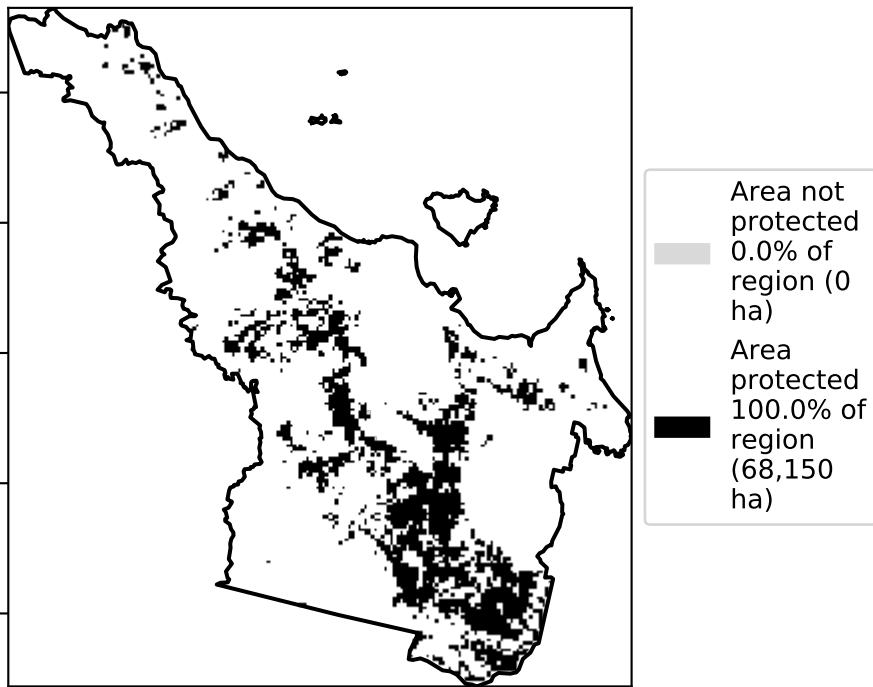 Area not
protected
0.0% of
region (0
ha)
Area
protected
100.0% of
region
(68,150
ha)